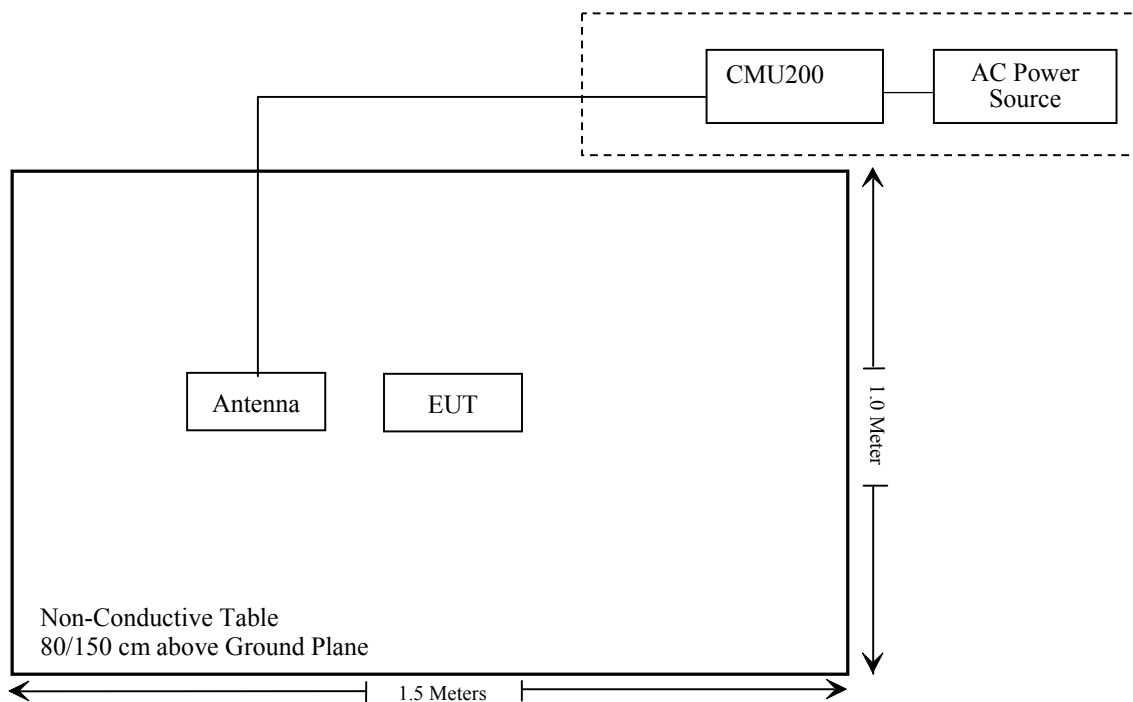 CMU200
AC Power
Source
Antenna
EUT
1.0 Meter
Non-Conductive Table
80/150 cm above Ground Plane
1.5 Meters